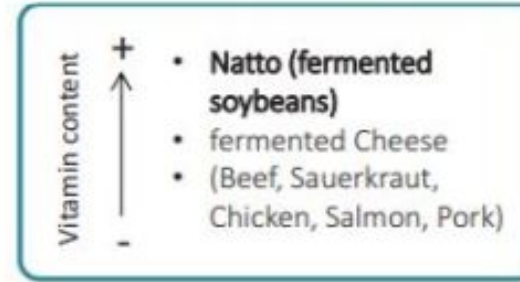 Vitamin content
+
-
• Natto (fermented
soybeans)
• fermented Cheese
• (Beef, Sauerkraut,
Chicken, Salmon, Pork)